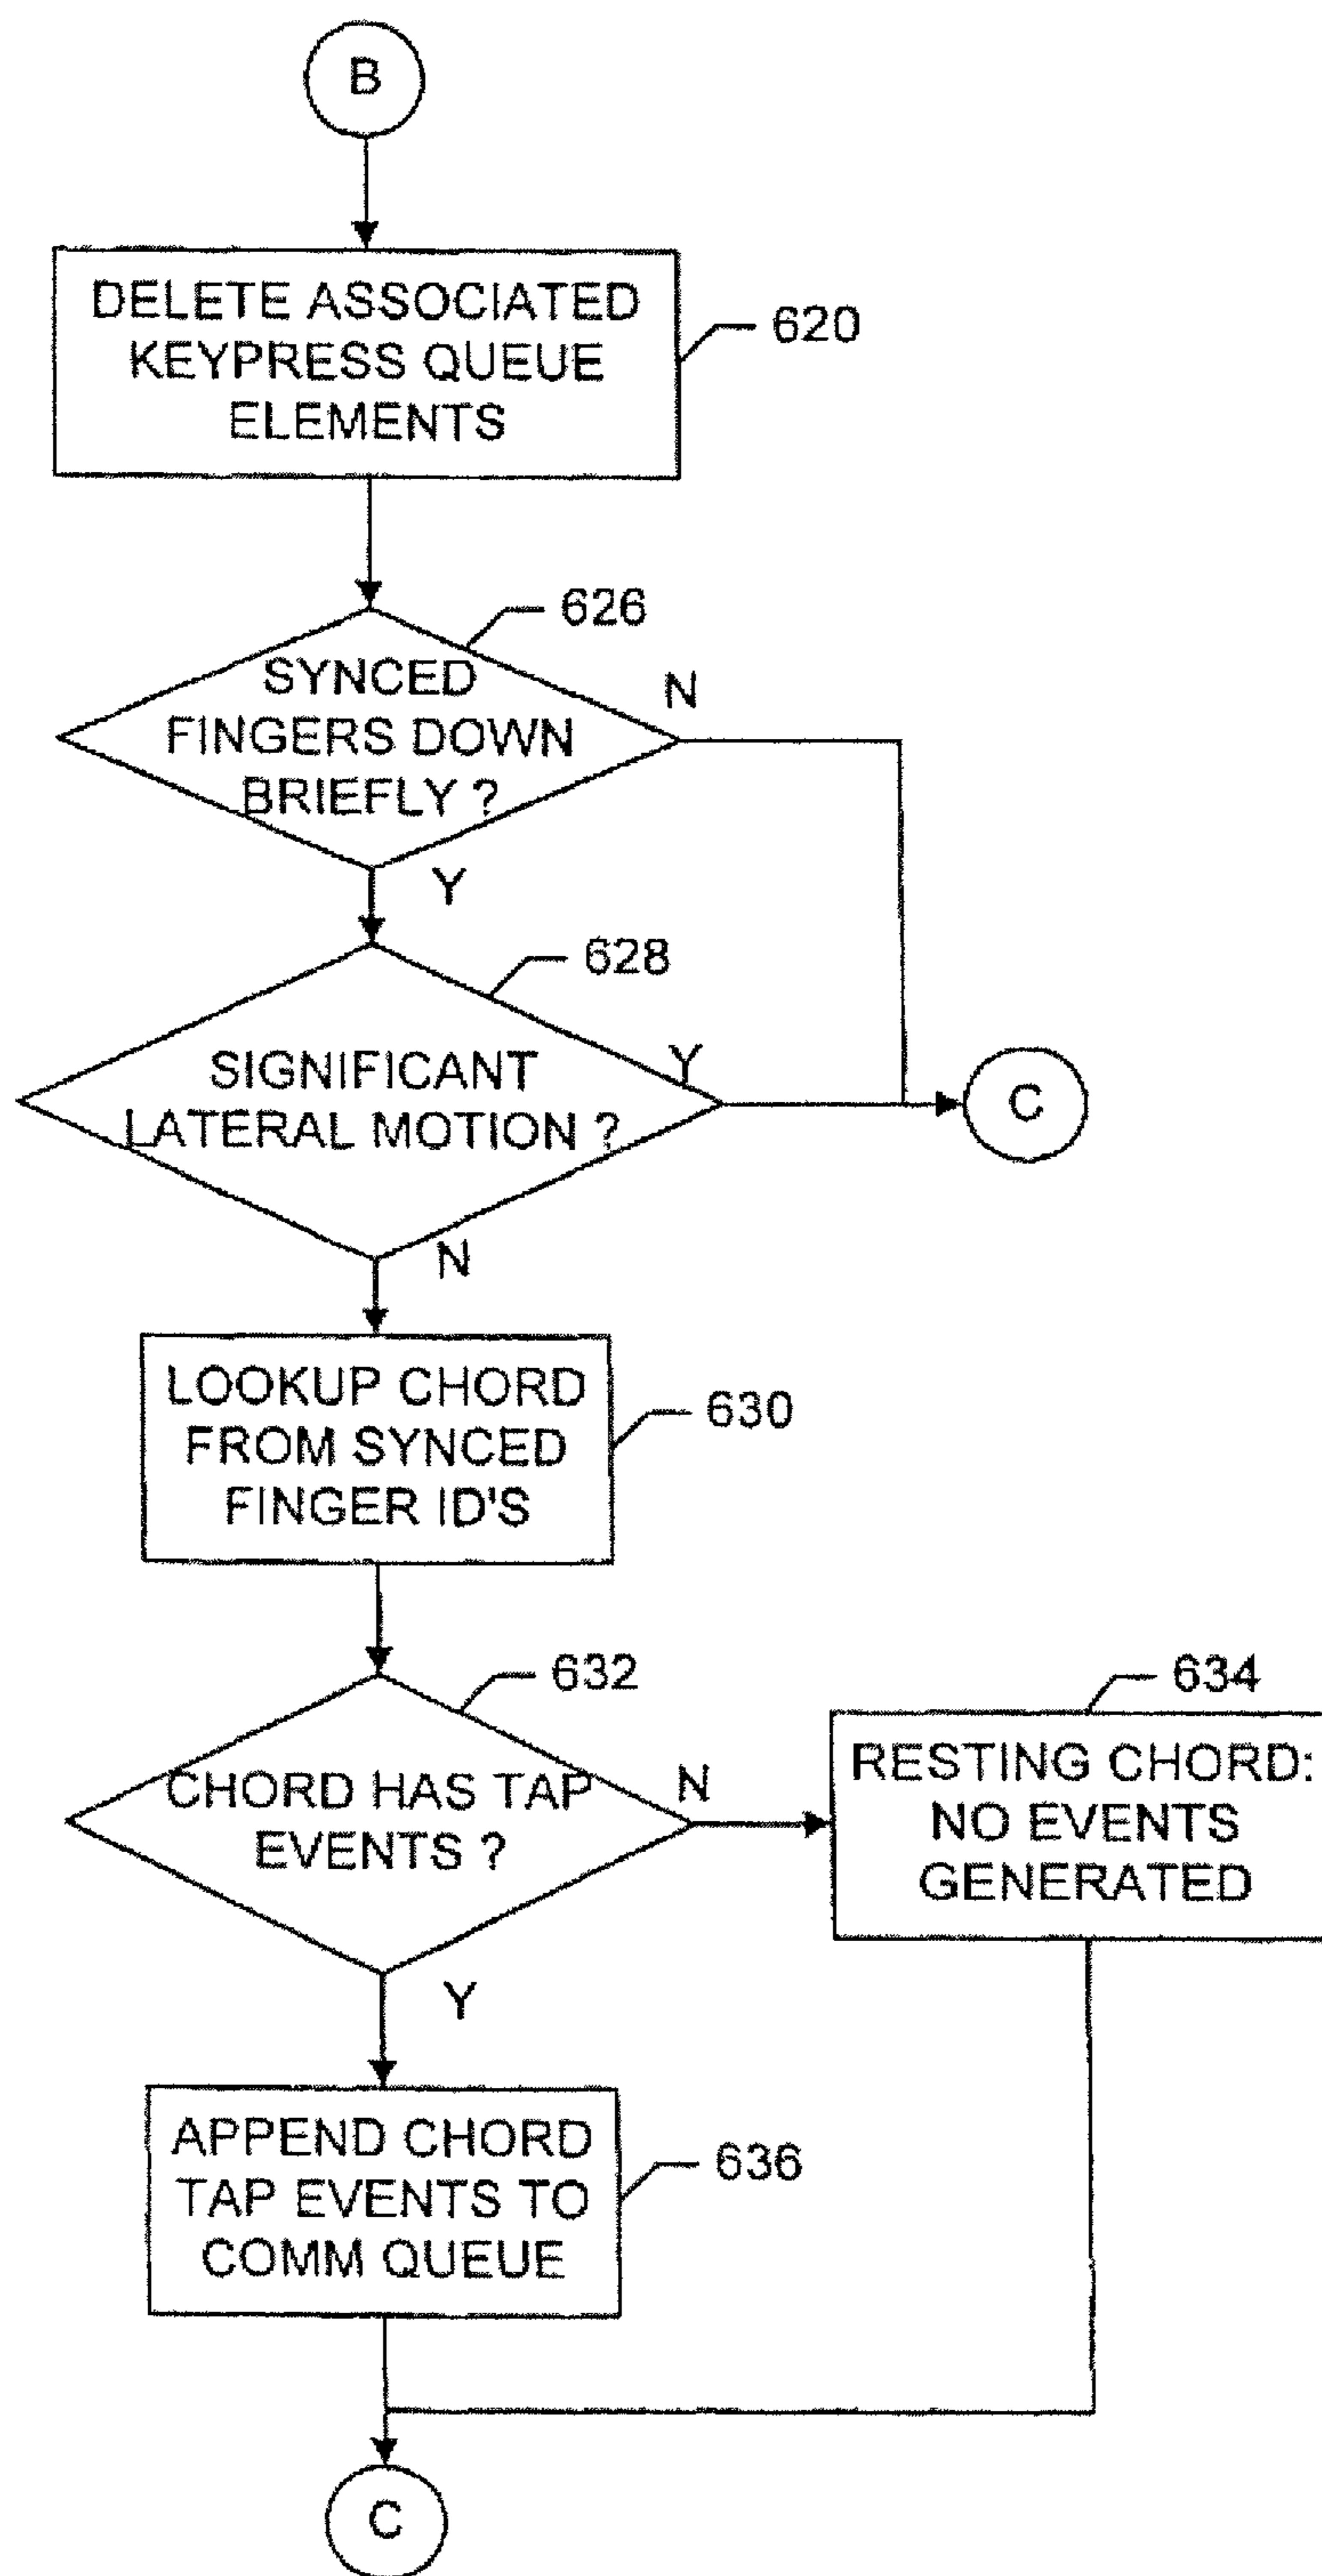 B
DELETE ASSOCIATED
KEYPRESS QUEUE
ELEMENTS
620
626
SYNCED
FINGERS DOWN
BRIEFLY ?
N
Y
628
SIGNIFICANT
LATERAL MOTION ?
Y
C
N
LOOKUP CHORD
FROM SYNCED
FINGER ID'S
630
632
CHORD HAS TAP
EVENTS ?
N
634
RESTING CHORD:
NO EVENTS
GENERATED
Y
APPEND CHORD
TAP EVENTS TO
COMM QUEUE
636
C